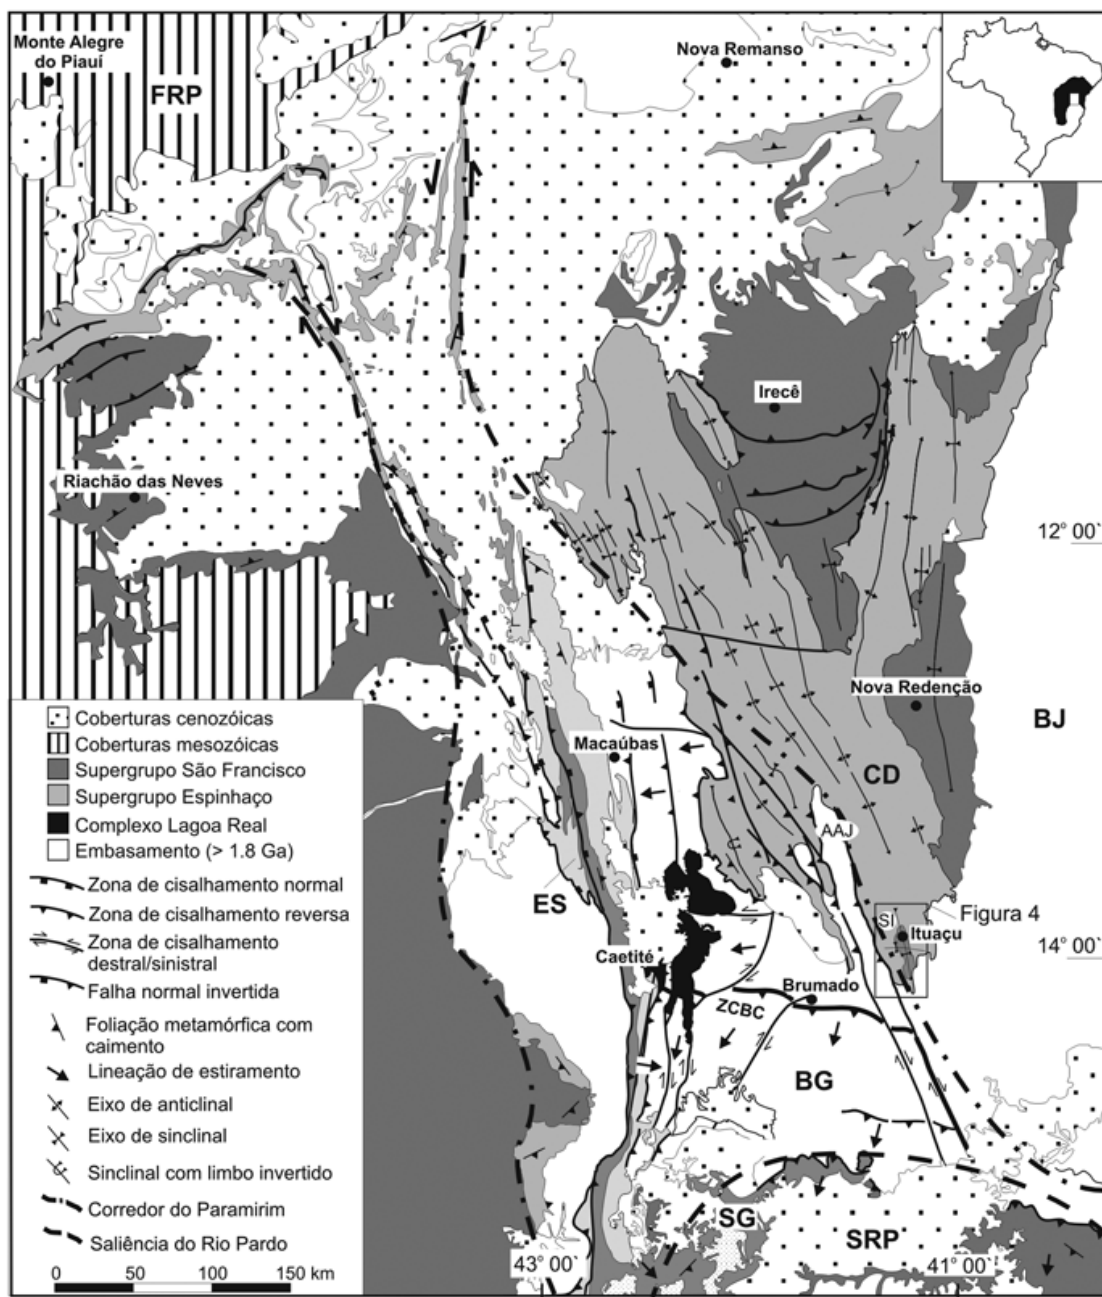 Monte Alegre
do Piauí
FRP
Nova Remanso
Irecê
Riachão das Neves
12° 00`
Nova Redenção
BJ
Macaúbas
CD
AAJ
ES
SI
Figura 4
Ituaçu
14° 00`
Caetité
Brumado
ZCBC
BG
SG
SRP
43° 00`
41° 00`
Coberturas cenozóicas
Coberturas mesozóicas
Supergrupo São Francisco
Supergrupo Espinhaço
Complexo Lagoa Real
Embasamento (> 1.8 Ga)
Zona de cisalhamento normal
Zona de cisalhamento reversa
Zona de cisalhamento
destral/sinistral
Falha normal invertida
Foliação metamórfica com
caimento
Lineação de estiramento
Eixo de anticlinal
Eixo de sinclinal
Sinclinal com limbo invertido
Corredor do Paramirim
Saliência do Rio Pardo
0 50 100 150 km